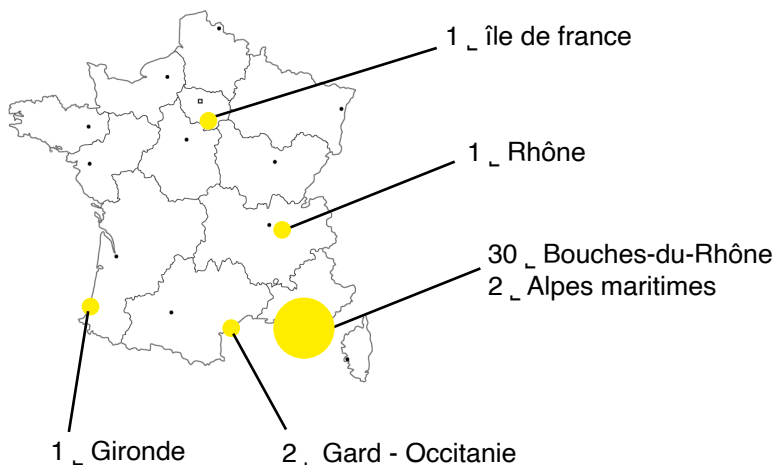 1 ⌞ île de france
1 ⌞ Rhône
30 ⌞ Bouches-du-Rhône
2 ⌞ Alpes maritimes
1 ⌞ Gironde
2 ⌞ Gard - Occitanie